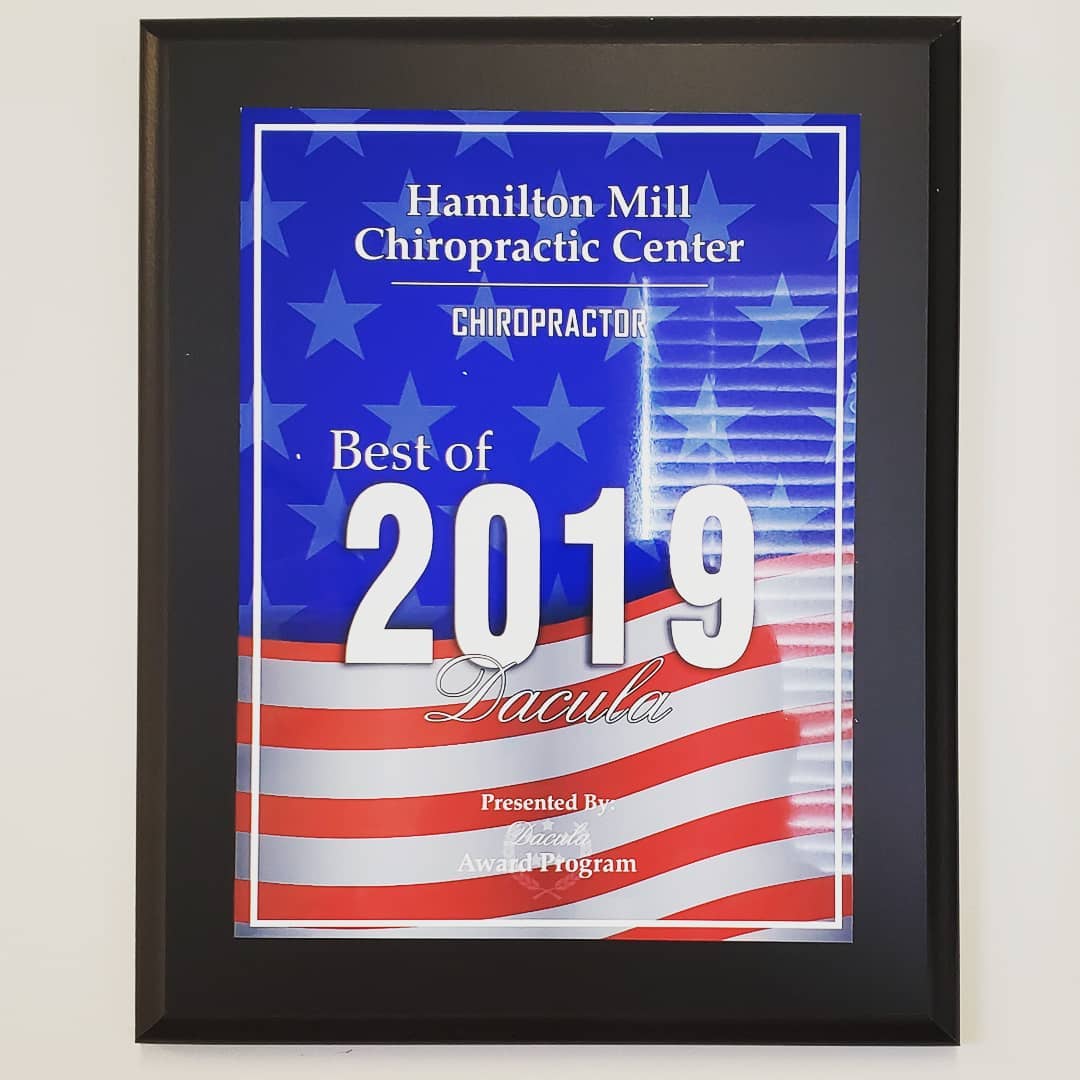 Hamilton Mill
Chiropractic Center
CHIROPRACTOR
Best of
2019
Dacula
Presented By:
Dacula
Award Program